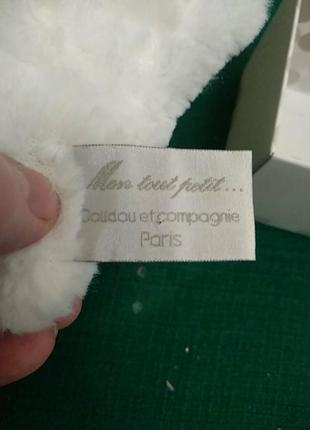 Mon tout petit...
Doudou et compagnie
Paris